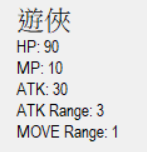 遊俠
HP: 90
MP: 10
ATK: 30
ATK Range: 3
MOVE Range: 1